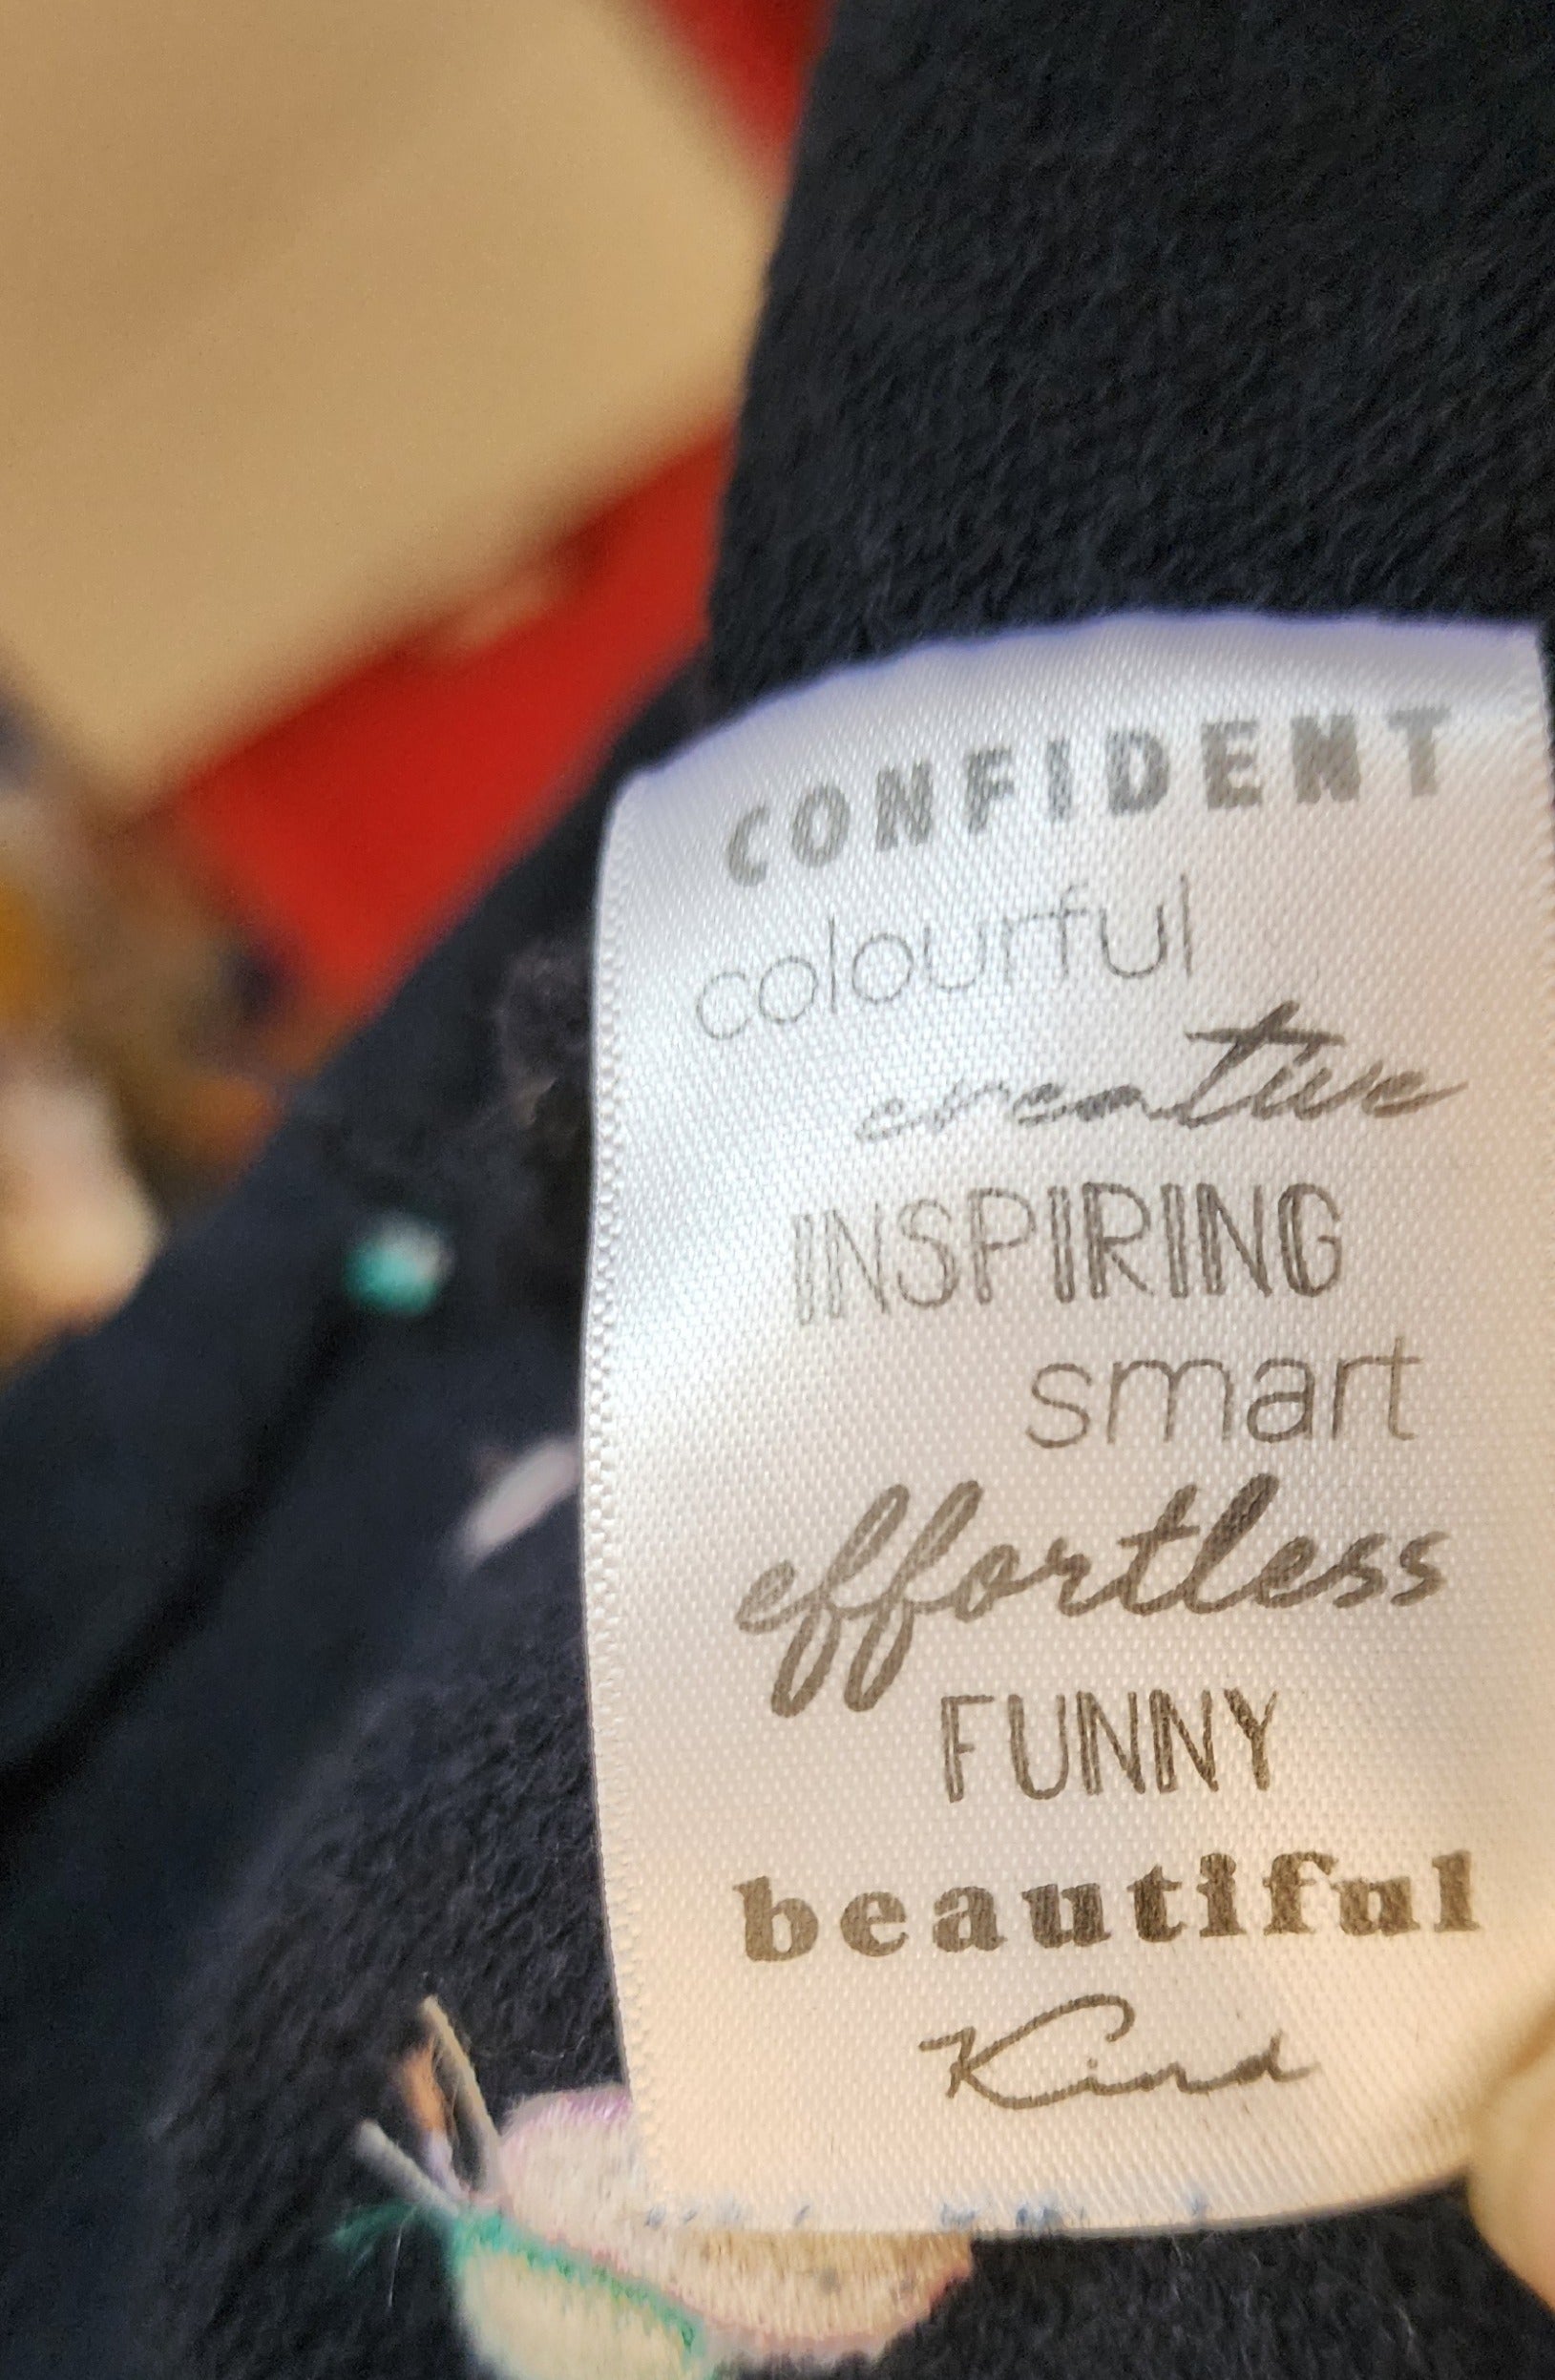 CONFIDENT
colourful
creative
INSPIRING
smart
effortless
FUNNY
beautiful
Kind